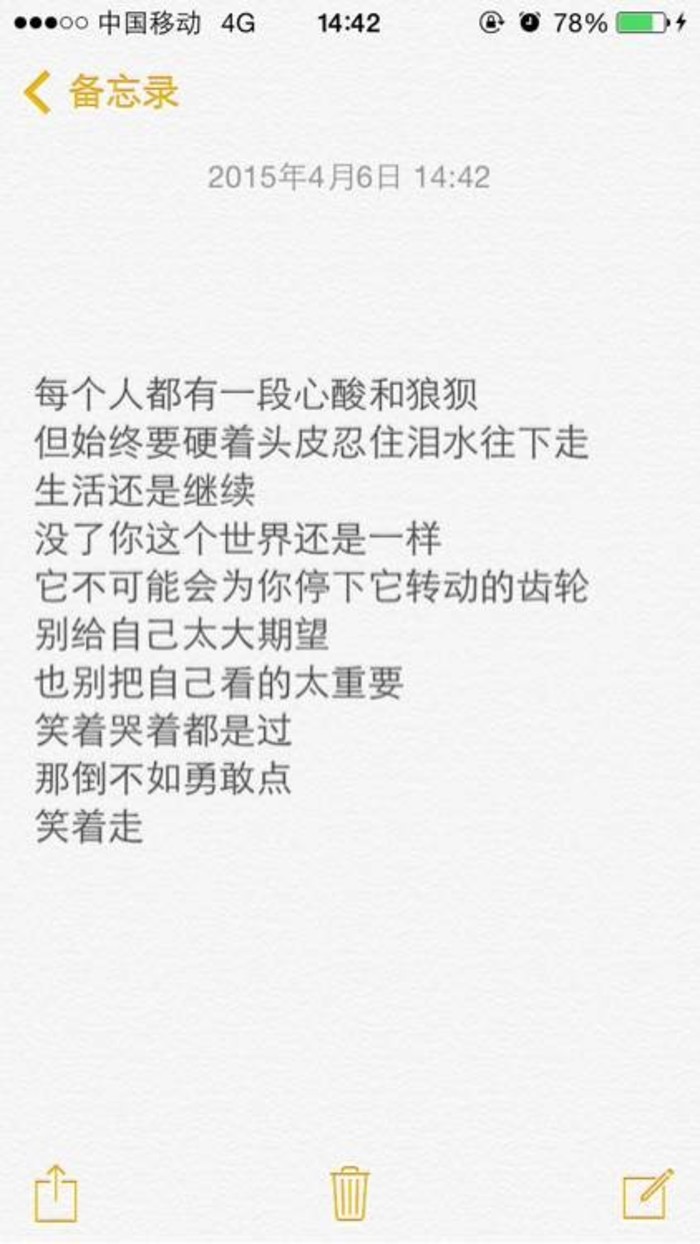 中国移动 4G 14:42 78%
备忘录
2015年4月6日 14:42
每个人都有一段心酸和狼狈
但始终要硬着头皮忍住泪水往下走
生活还是继续
没了你这个世界还是一样
它不可能会为你停下它转动的齿轮
别给自己太大期望
也别把自己看的太重要
笑着哭着都是过
那倒不如勇敢点
笑着走